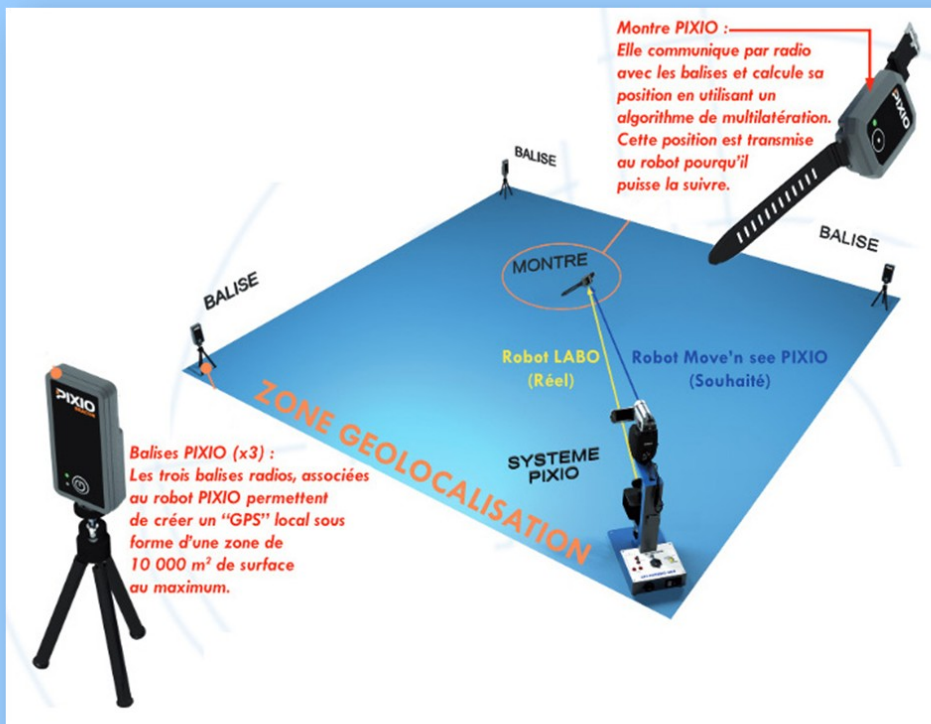 Montre PIXIO :
Elle communique par radio
avec les balises et calcule sa
position en utilisant un
algorithme de multilatération.
Cette position est transmise
au robot pourqu'il
puisse la suivre.
PIXIO
BALISE
BALISE
MONTRE
BALISE
Robot LABO
(Réel)
Robot Move'n see PIXIO
(Souhaité)
ZONE GEOLOCALISATION
SYSTEME
PIXIO
PIXIO
Balises PIXIO (x3) :
Les trois balises radios, associées
au robot PIXIO permettent
de créer un “GPS” local sous
forme d'une zone de
10 000 m² de surface
au maximum.